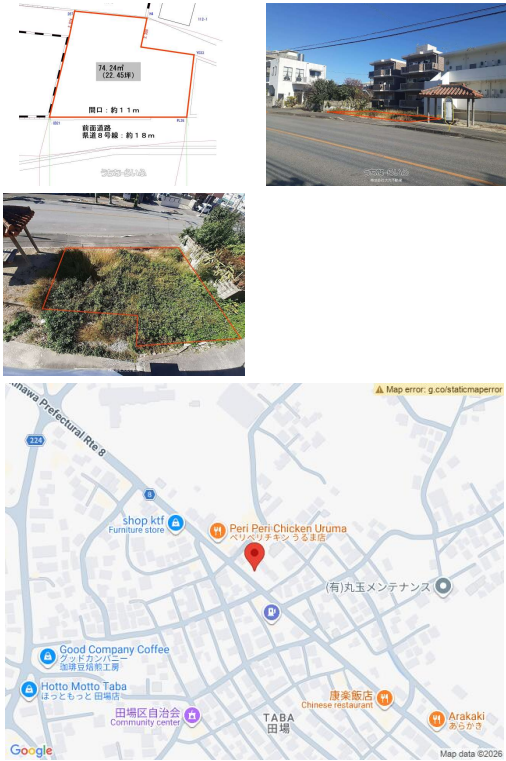 74.24㎡
(22.45坪)
間口：約11m
前面道路
県道8号線：約18m
Map error: g.co/staticmaperror
inawa Prefectural Rte 8
224
8
shop ktf
Furniture store
Peri Peri Chicken Uruma
ペリペリチキン うるま店
(有)丸玉メンテナンス
Good Company Coffee
グッドカンパニー
珈琲豆焙煎工房
Hotto Motto Taba
ほっともっと 田場店
田場区自治会
Community center
康楽飯店
Chinese restaurant
TABA
田場
Arakaki
あらかき
Google
Map data ©2026